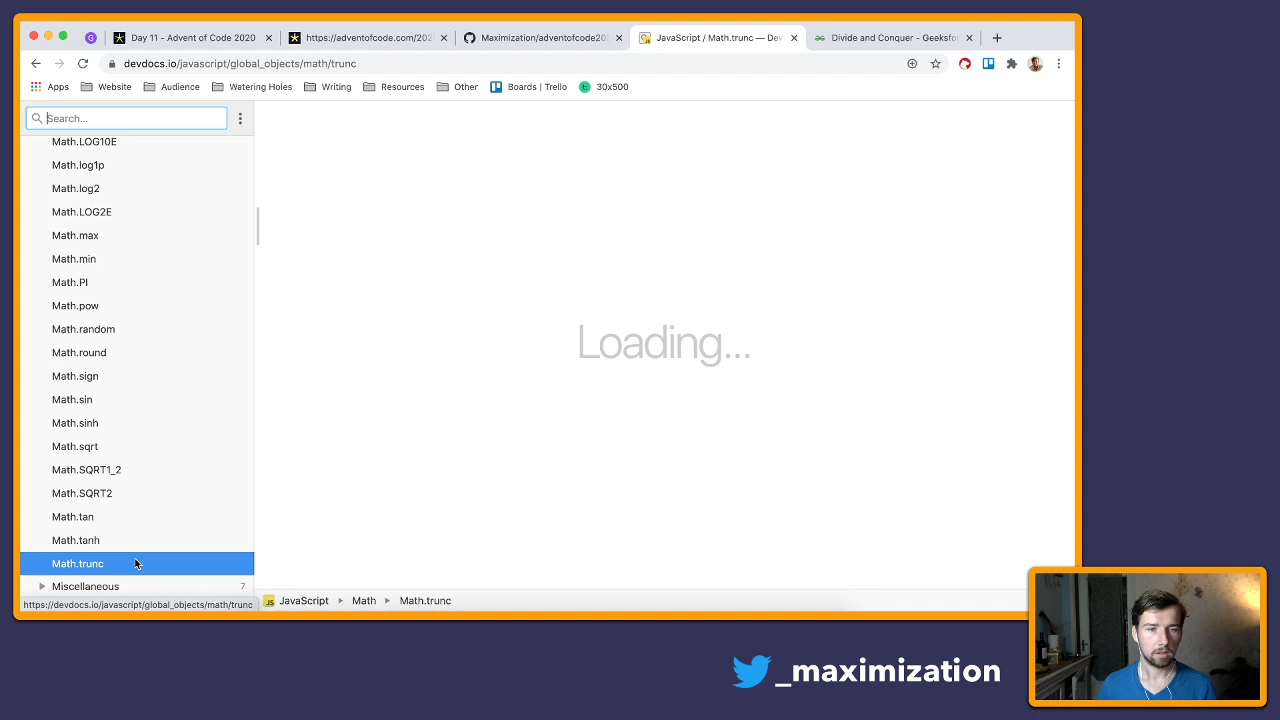 G
Day 11 - Advent of Code 2020
https://adventofcode.com/202
Maximization/adventofcode202
JavaScript / Math.trunc — Dev
Divide and Conquer - Geeksfo
devdocs.io/javascript/global_objects/math/trunc
Apps
Website
Audience
Watering Holes
Writing
Resources
Other
Boards | Trello
30x500
Search...
Math.LOG10E
Math.log1p
Math.log2
Math.LOG2E
Math.max
Math.min
Math.PI
Math.pow
Math.random
Math.round
Math.sign
Math.sin
Math.sinh
Math.sqrt
Math.SQRT1_2
Math.SQRT2
Math.tan
Math.tanh
Math.trunc
Miscellaneous 7
https://devdocs.io/javascript/global_objects/math/trunc
Loading...
JS JavaScript Math Math.trunc
_maximization